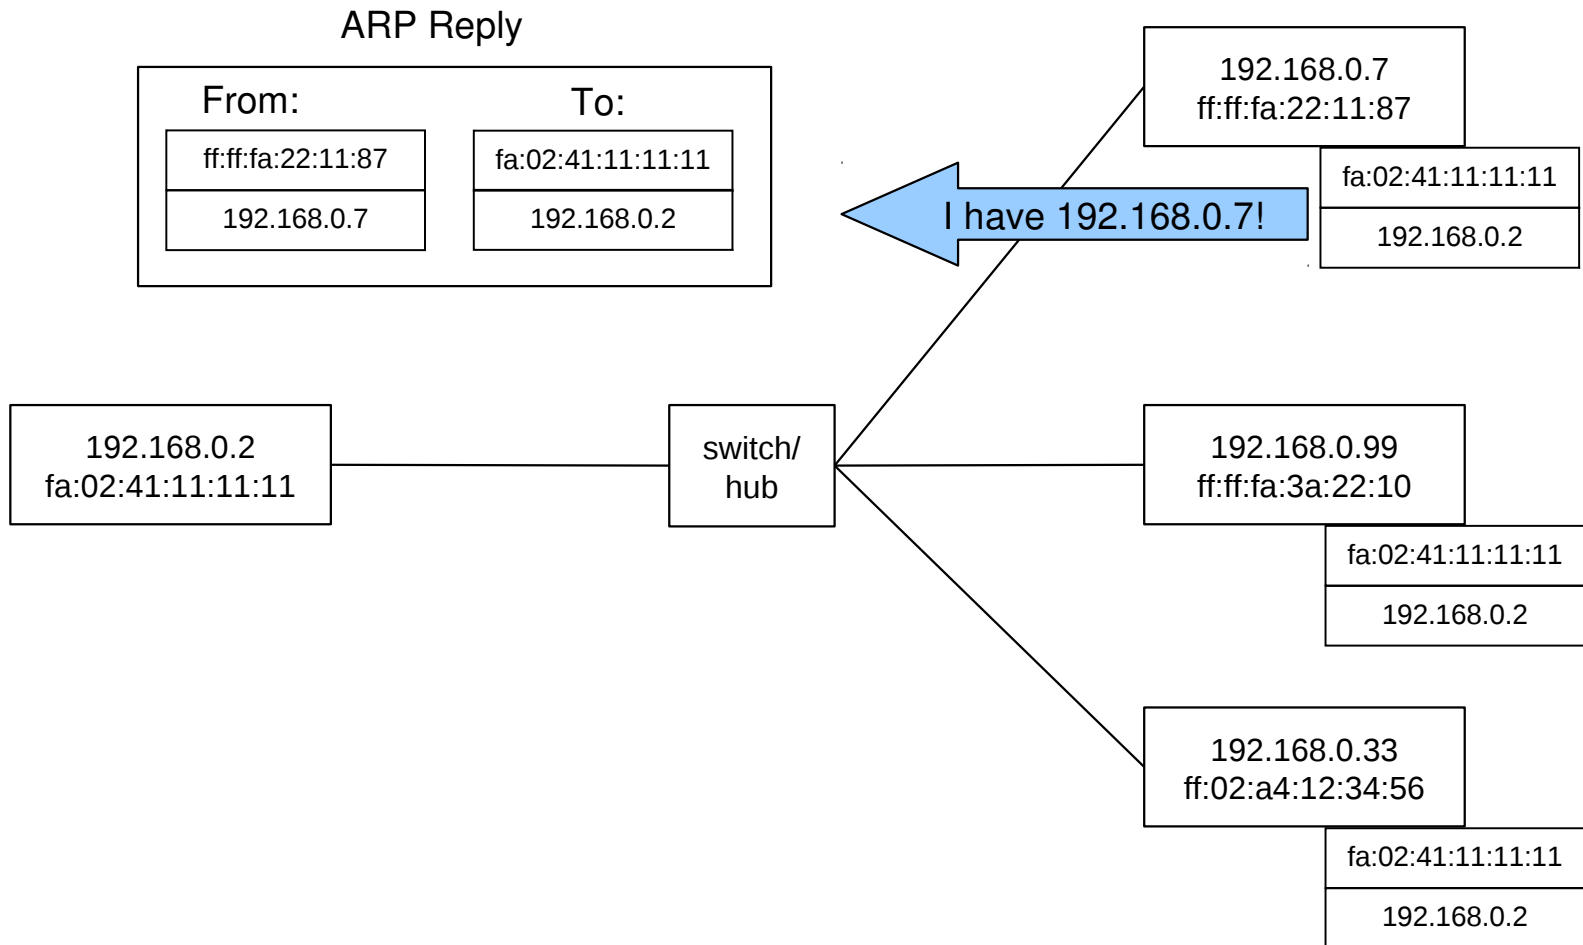 ARP Reply
From:
To:
ff:ff:fa:22:11:87
fa:02:41:11:11:11
192.168.0.7
192.168.0.2
192.168.0.7
ff:ff:fa:22:11:87
fa:02:41:11:11:11
192.168.0.2
I have 192.168.0.7!
192.168.0.2
fa:02:41:11:11:11
switch/
hub
192.168.0.99
ff:ff:fa:3a:22:10
fa:02:41:11:11:11
192.168.0.2
192.168.0.33
ff:02:a4:12:34:56
fa:02:41:11:11:11
192.168.0.2